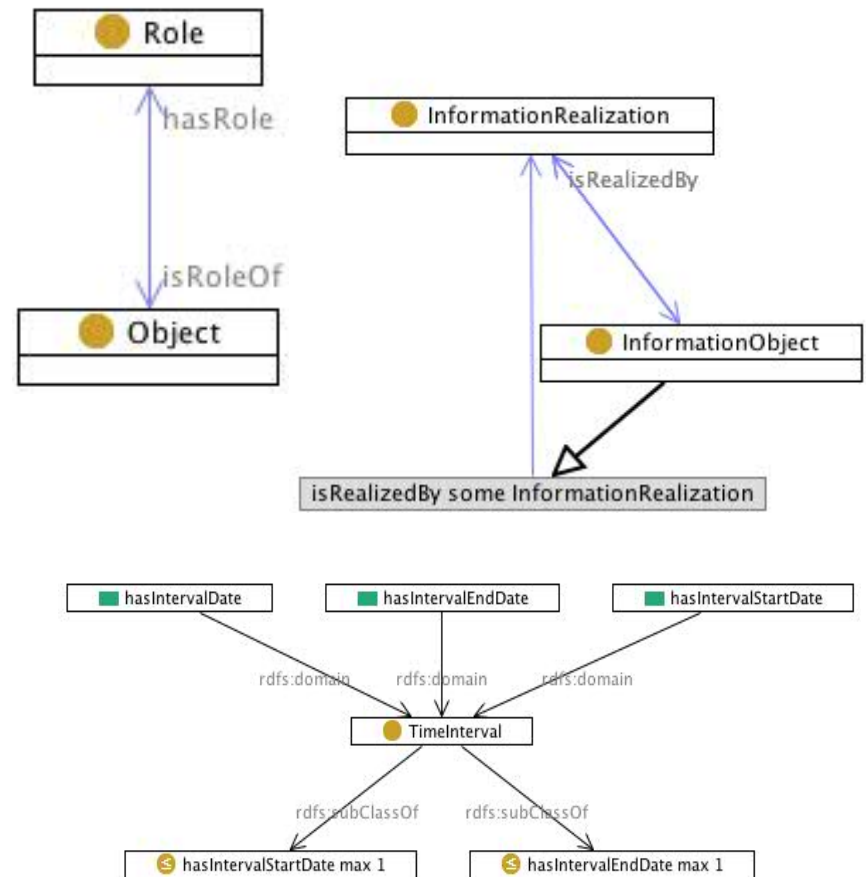 Role
hasRole
isRoleOf
Object
InformationRealization
isRealizedBy
InformationObject
isRealizedBy some InformationRealization
hasIntervalDate
hasIntervalEndDate
hasIntervalStartDate
rdfs:domain
rdfs:domain
rdfs:domain
TimeInterval
rdfs:subClassOf
rdfs:subClassOf
≤ hasIntervalStartDate max 1
≤ hasIntervalEndDate max 1